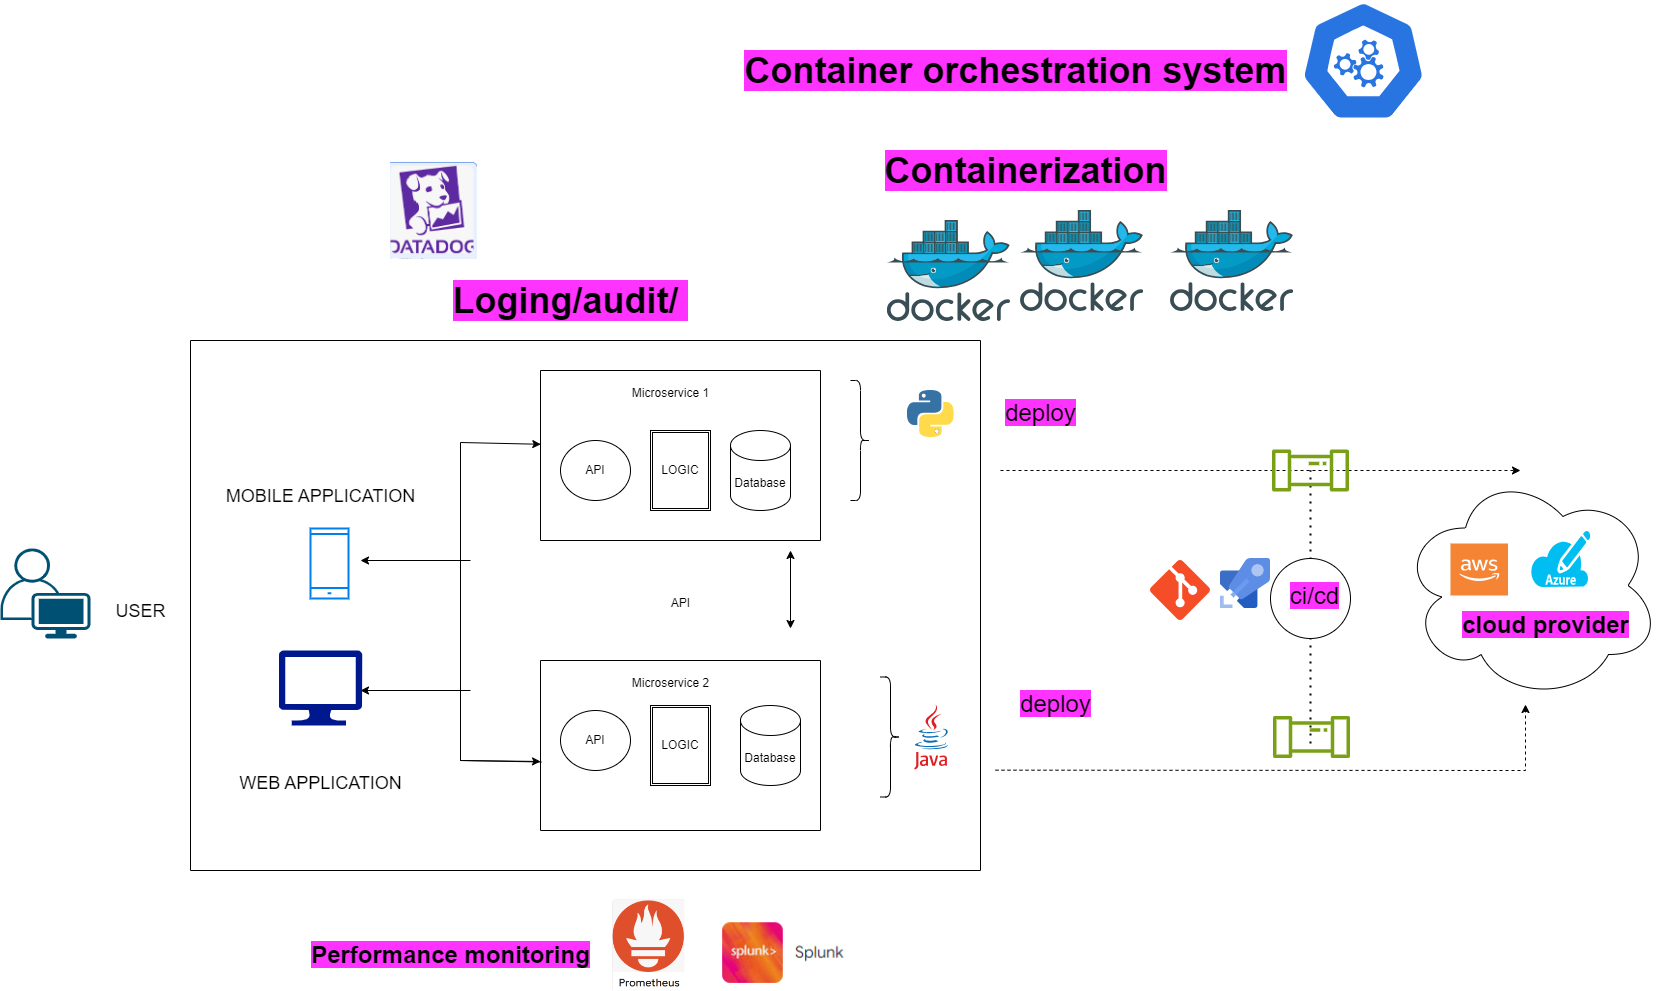 Container orchestration system
Containerization
DATADOG
docker
docker
docker
Loging/audit/
Microservice 1
API
LOGIC
Database
deploy
MOBILE APPLICATION
USER
API
ci/cd
aws
Azure
cloud provider
Microservice 2
API
LOGIC
Database
Java
deploy
WEB APPLICATION
Performance monitoring
Prometheus
splunk>
Splunk